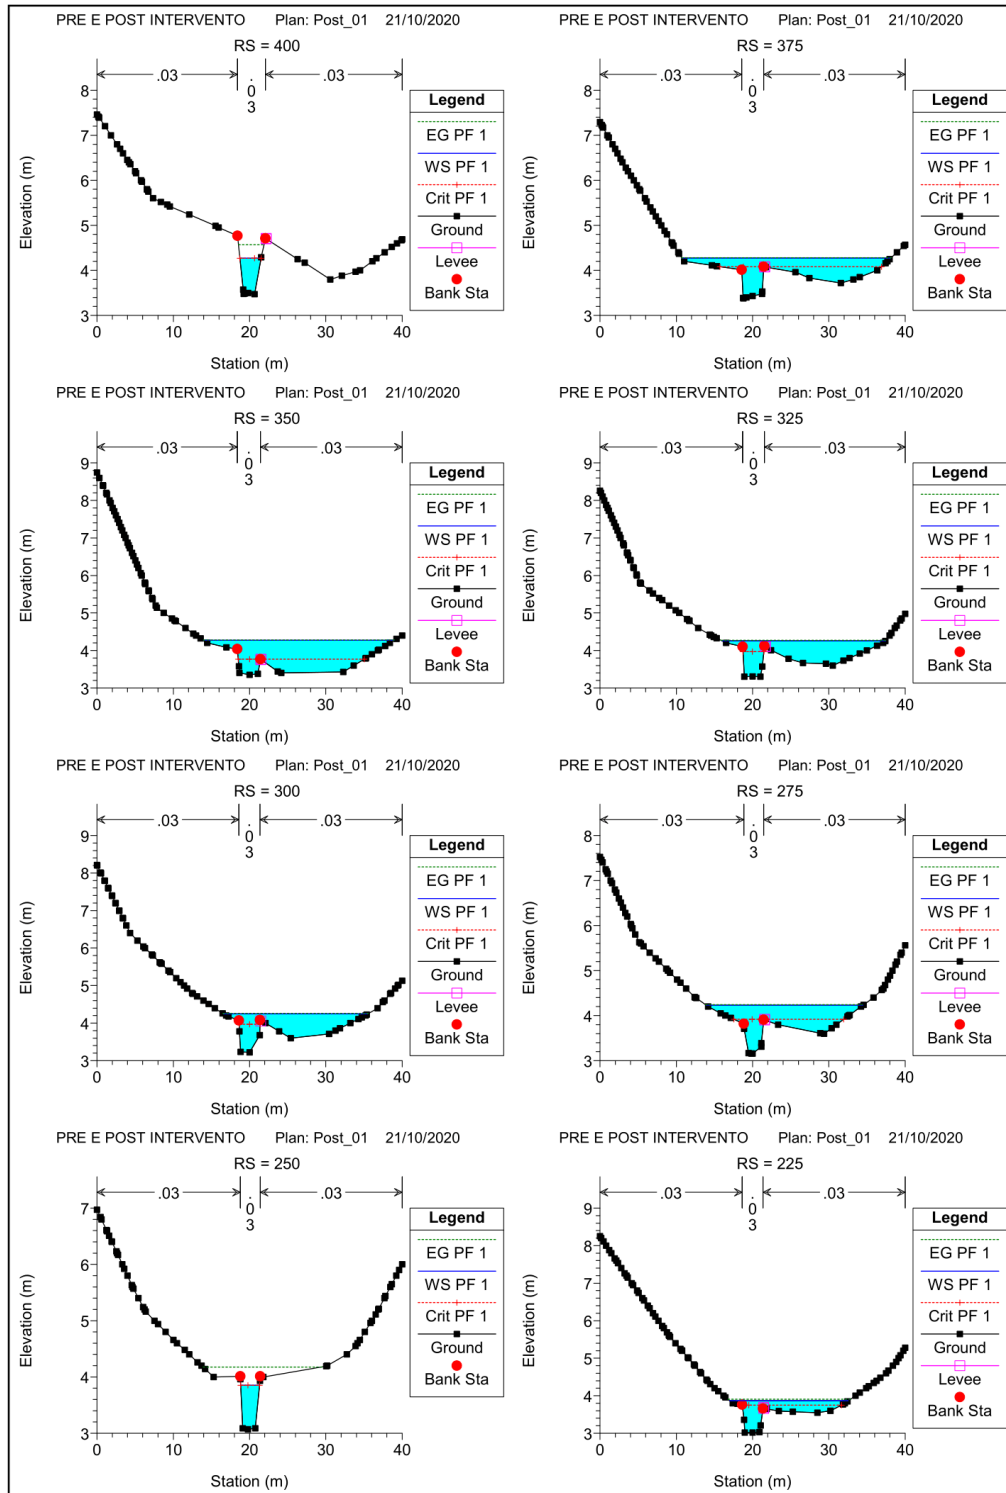 PRE E POST INTERVENTO Plan: Post_01 21/10/2020
RS = 400
.03 .03 .03
Elevation (m)
8
7
6
5
4
3
0 10 20 30 40
Station (m)
Legend
EG PF 1
WS PF 1
Crit PF 1
Ground
Levee
Bank Sta
PRE E POST INTERVENTO Plan: Post_01 21/10/2020
RS = 375
.03 .03 .03
Elevation (m)
8
7
6
5
4
3
0 10 20 30 40
Station (m)
Legend
EG PF 1
WS PF 1
Crit PF 1
Ground
Levee
Bank Sta
PRE E POST INTERVENTO Plan: Post_01 21/10/2020
RS = 350
.03 .03 .03
Elevation (m)
9
8
7
6
5
4
3
0 10 20 30 40
Station (m)
Legend
EG PF 1
WS PF 1
Crit PF 1
Ground
Levee
Bank Sta
PRE E POST INTERVENTO Plan: Post_01 21/10/2020
RS = 325
.03 .03 .03
Elevation (m)
9
8
7
6
5
4
3
0 10 20 30 40
Station (m)
Legend
EG PF 1
WS PF 1
Crit PF 1
Ground
Levee
Bank Sta
PRE E POST INTERVENTO Plan: Post_01 21/10/2020
RS = 300
.03 .03 .03
Elevation (m)
9
8
7
6
5
4
3
0 10 20 30 40
Station (m)
Legend
EG PF 1
WS PF 1
Crit PF 1
Ground
Levee
Bank Sta
PRE E POST INTERVENTO Plan: Post_01 21/10/2020
RS = 275
.03 .03 .03
Elevation (m)
8
7
6
5
4
3
0 10 20 30 40
Station (m)
Legend
EG PF 1
WS PF 1
Crit PF 1
Ground
Levee
Bank Sta
PRE E POST INTERVENTO Plan: Post_01 21/10/2020
RS = 250
.03 .03 .03
Elevation (m)
7
6
5
4
3
0 10 20 30 40
Station (m)
Legend
EG PF 1
WS PF 1
Crit PF 1
Ground
Bank Sta
PRE E POST INTERVENTO Plan: Post_01 21/10/2020
RS = 225
.03 .03 .03
Elevation (m)
9
8
7
6
5
4
3
0 10 20 30 40
Station (m)
Legend
EG PF 1
WS PF 1
Crit PF 1
Ground
Levee
Bank Sta